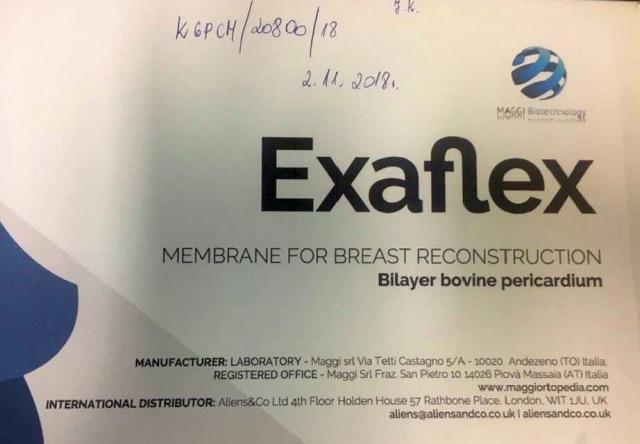 J.K.
K GPCM/20800/18
2.11.2018.
MAGGI Biotechnology
Exaflex
MEMBRANE FOR BREAST RECONSTRUCTION
Bilayer bovine pericardium
MANUFACTURER: LABORATORY - Maggi srl Via Tetti Castagno 5/A - 10020 Andezeno (TO) Italia;
REGISTERED OFFICE - Maggi Srl Fraz. San Pietro 10 14026 Piovà Massaia (AT) Italia
www.maggiortopedia.com
INTERNATIONAL DISTRIBUTOR: Aliens&Co Ltd 4th Floor Holden House 57 Rathbone Place, London, W1T 1JU, UK
aliens@aliensandco.co.uk | aliensandco.co.uk